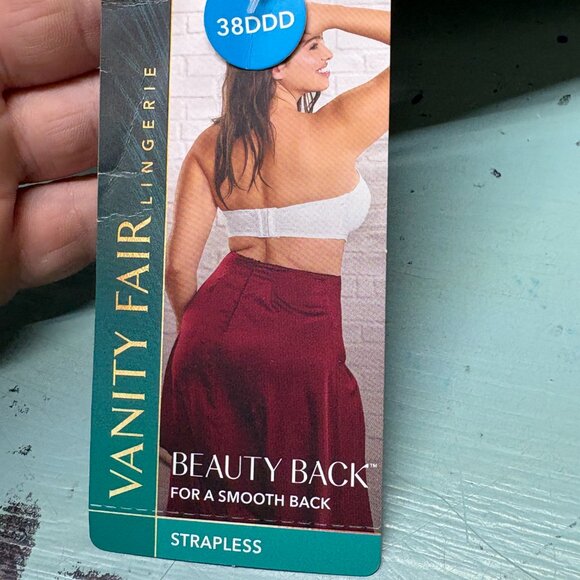 38DDD
VANITY FAIR
LINGERIE
BEAUTY BACK™
FOR A SMOOTH BACK
STRAPLESS